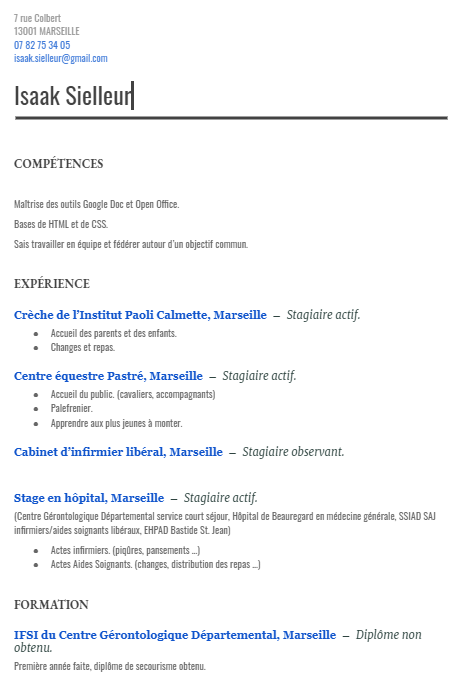 7 rue Colbert
13001 MARSEILLE
07 82 75 34 05
isaak.sielleur@gmail.com
Isaak Sielleur
COMPÉTENCES
Maîtrise des outils Google Doc et Open Office.
Bases de HTML et de CSS.
Sais travailler en équipe et fédérer autour d'un objectif commun.
EXPÉRIENCE
Crèche de l'Institut Paoli Calmette, Marseille – Stagiaire actif.
● Accueil des parents et des enfants.
● Changes et repas.
Centre équestre Pastré, Marseille – Stagiaire actif.
● Accueil du public. (cavaliers, accompagnants)
● Palefrenier.
● Apprendre aux plus jeunes à monter.
Cabinet d'infirmier libéral, Marseille – Stagiaire observant.
Stage en hôpital, Marseille – Stagiaire actif.
(Centre Gérontologique Départemental service court séjour, Hôpital de Beauregard en médecine générale, SSIAD SAJ
infirmiers/aides soignants libéraux, EHPAD Bastide St. Jean)
● Actes infirmiers. (piqûres, pansements ...)
● Actes Aides Soignants. (changes, distribution des repas ...)
FORMATION
IFSI du Centre Gérontologique Départemental, Marseille – Diplôme non
obtenu.
Première année faite, diplôme de secourisme obtenu.